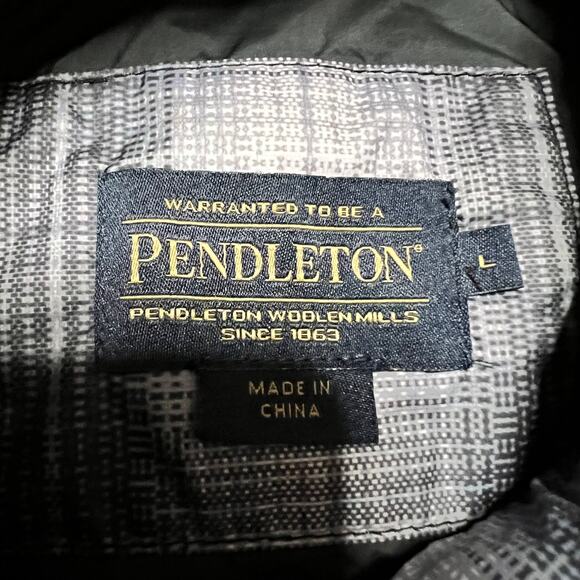 WARRANTED TO BE A
PENDLETON®
L
PENDLETON WOOLEN MILLS
SINCE 1863
MADE IN
CHINA